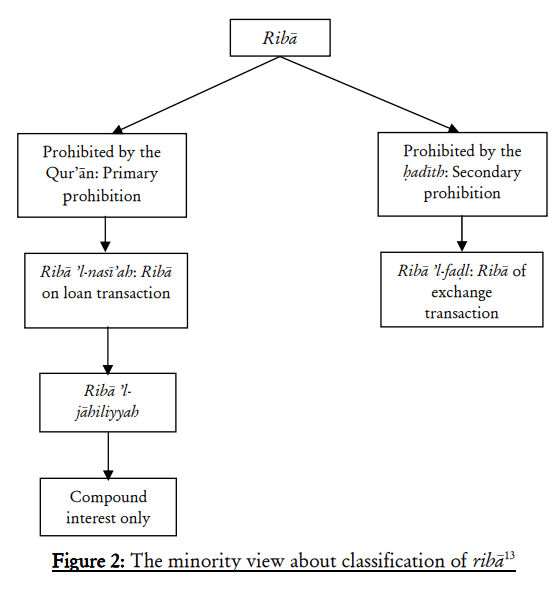 Ribā
Prohibited by the
Qur’ān: Primary
prohibition
Prohibited by the
ḥadīth: Secondary
prohibition
Ribā ’l-nasī’ah: Ribā
on loan transaction
Ribā ’l-faḍl: Ribā of
exchange
transaction
Ribā ’l-
jāhiliyyah
Compound
interest only
Figure 2: The minority view about classification of ribā13